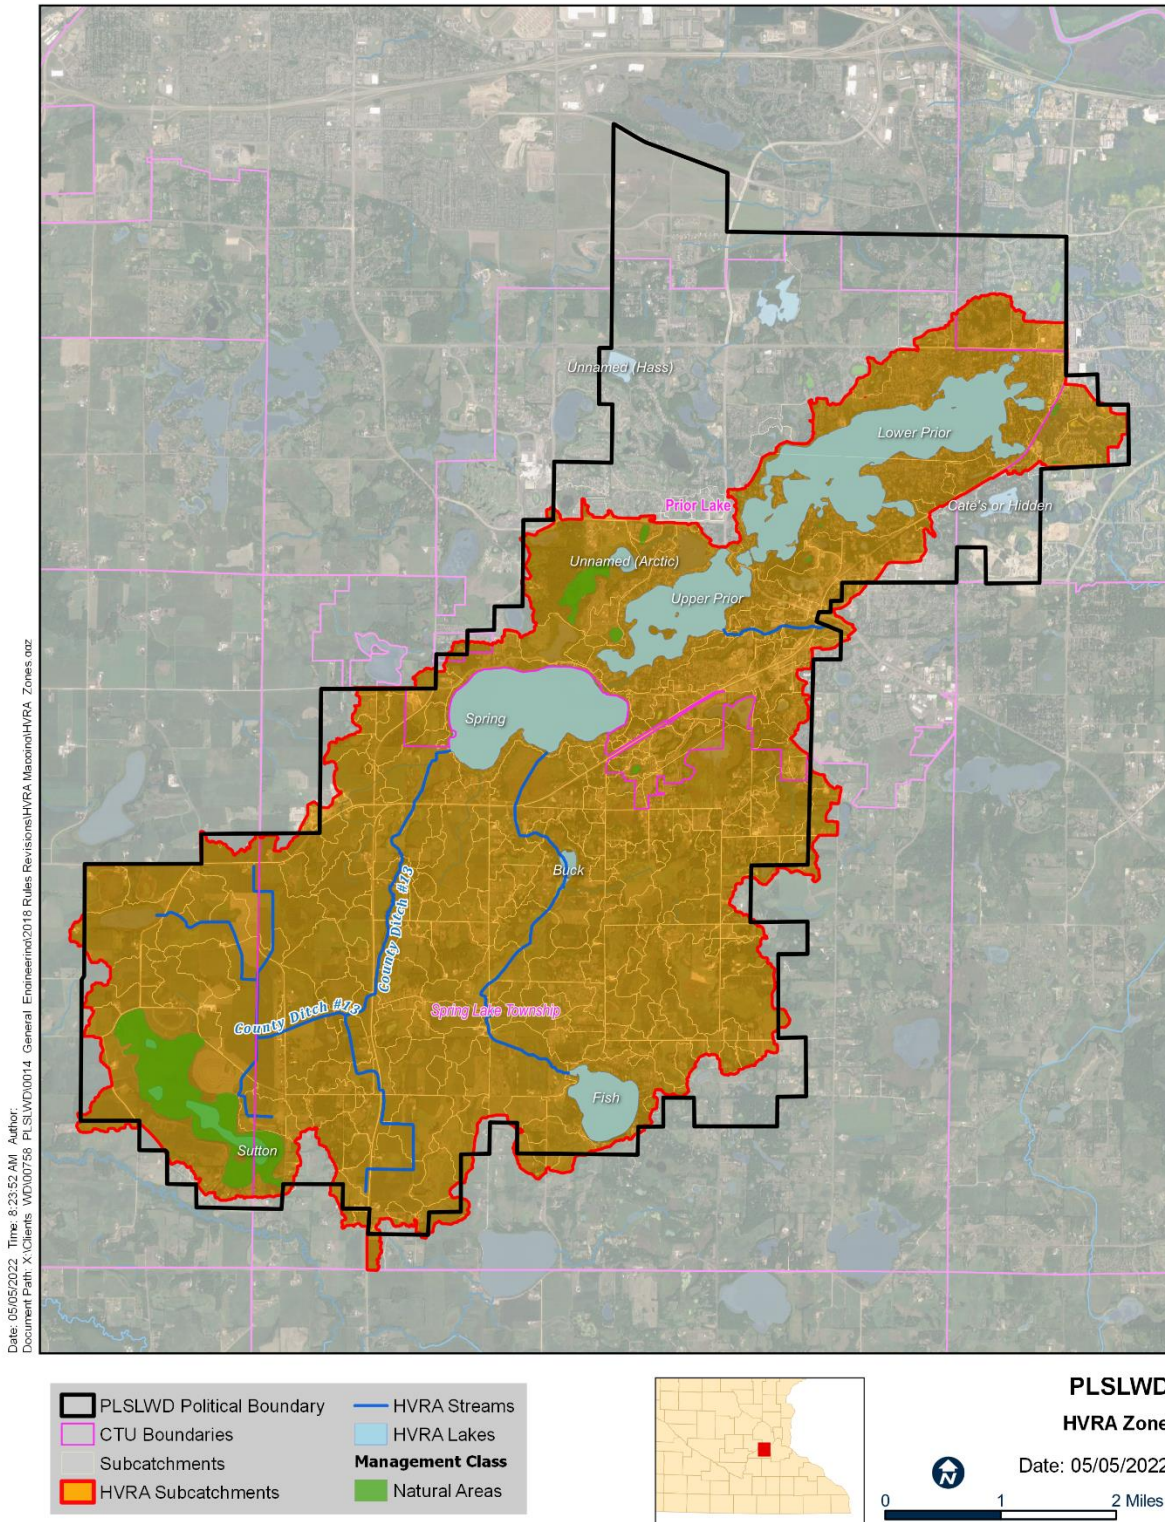 Unnamed (Hass)
Lower Prior
Prior Lake
Cate's or Hidden
Unnamed (Arctic)
Upper Prior
Spring
Buck
County Ditch #13
County Ditch #13
Spring Lake Township
Fish
Sutton
Date: 05/05/2022 Time: 8:23:52 AM Author:
Document Path: X:\Clients_WD\00758_PLSLWD\0014_General_Engineering\2018 Rules Revisions\HVRA Mapping\HVRA_Zones.qgz
PLSLWD Political Boundary
CTU Boundaries
Subcatchments
HVRA Subcatchments
HVRA Streams
HVRA Lakes
Management Class
Natural Areas
N
PLSLWD
HVRA Zone
Date: 05/05/2022
0 1 2 Miles